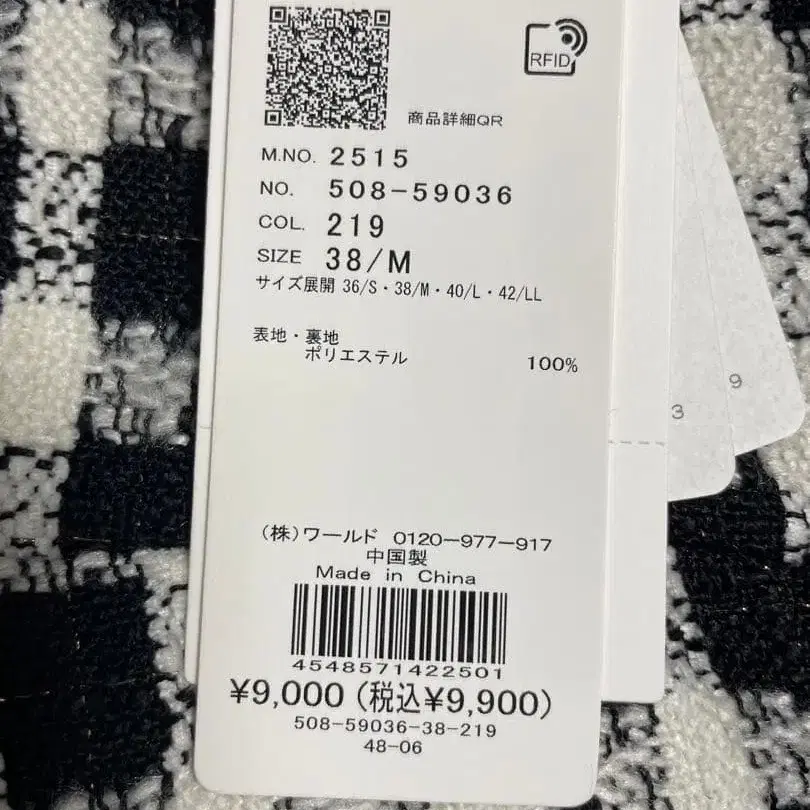 RFID
商品詳細QR
M.NO. 2515
NO. 508-59036
COL. 219
SIZE 38/M
サイズ展開 36/S・38/M・40/L・42/LL
表地・裏地
ポリエステル 100%
3
9
(株)ワールド 0120-977-917
中国製
Made in China
4548571422501
¥9,000 (税込¥9,900)
508-59036-38-219
48-06